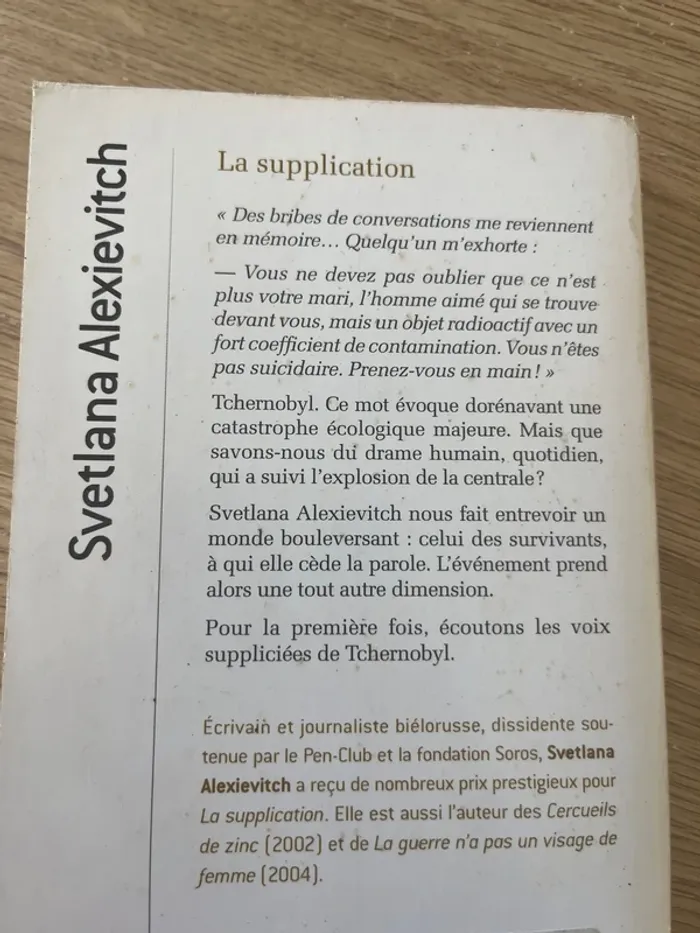 Svetlana Alexievitch
La supplication
« Des bribes de conversations me reviennent
en mémoire… Quelqu'un m'exhorte :
— Vous ne devez pas oublier que ce n'est
plus votre mari, l'homme aimé qui se trouve
devant vous, mais un objet radioactif avec un
fort coefficient de contamination. Vous n'êtes
pas suicidaire. Prenez-vous en main ! »
Tchernobyl. Ce mot évoque dorénavant une
catastrophe écologique majeure. Mais que
savons-nous du drame humain, quotidien,
qui a suivi l'explosion de la centrale ?
Svetlana Alexievitch nous fait entrevoir un
monde bouleversant : celui des survivants,
à qui elle cède la parole. L'événement prend
alors une tout autre dimension.
Pour la première fois, écoutons les voix
suppliciées de Tchernobyl.
Écrivain et journaliste biélorusse, dissidente sou-
tenue par le Pen-Club et la fondation Soros, Svetlana
Alexievitch a reçu de nombreux prix prestigieux pour
La supplication. Elle est aussi l'auteur des Cercueils
de zinc (2002) et de La guerre n'a pas un visage de
femme (2004).